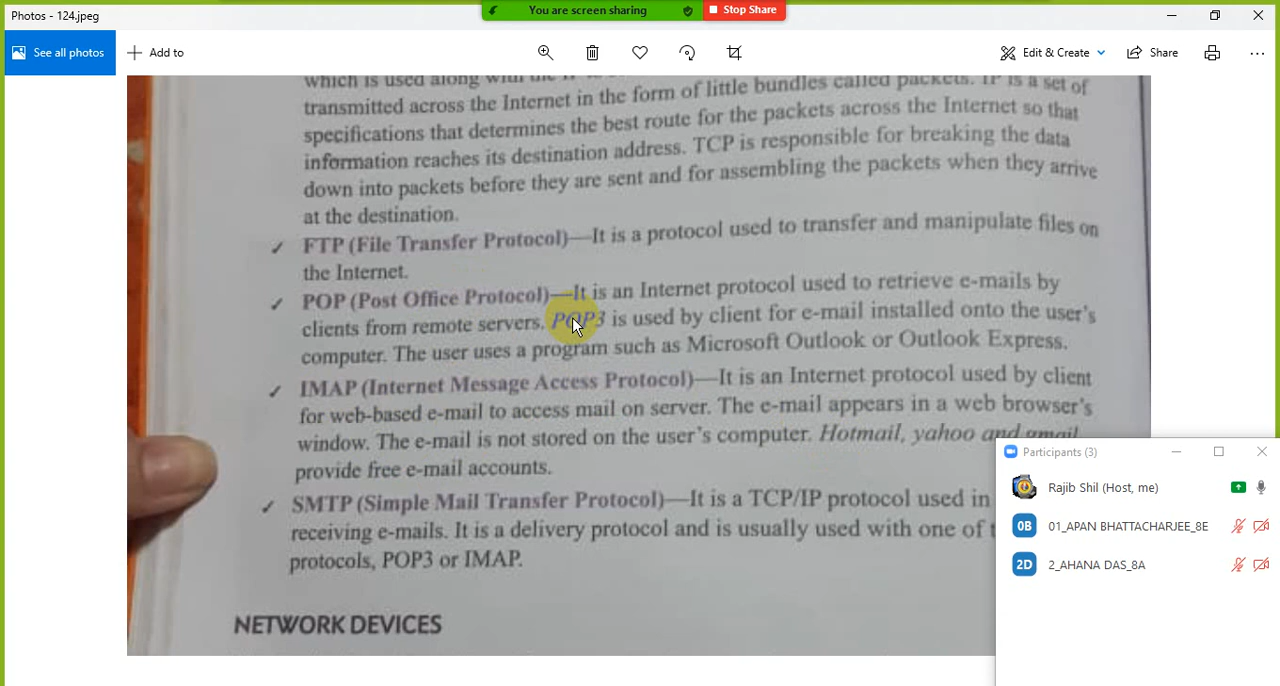 Photos - 124.jpeg
You are screen sharing
Stop Share
See all photos
Add to
Edit & Create
Share
which is used along with the
transmitted across the Internet in the form of little bundles called packets. IP is a set of
specifications that determines the best route for the packets across the Internet so that
information reaches its destination address. TCP is responsible for breaking the data
down into packets before they are sent and for assembling the packets when they arrive
at the destination.
✓ FTP (File Transfer Protocol)—It is a protocol used to transfer and manipulate files on
the Internet.
✓ POP (Post Office Protocol)—It is an Internet protocol used to retrieve e-mails by
clients from remote servers. POP3 is used by client for e-mail installed onto the user's
computer. The user uses a program such as Microsoft Outlook or Outlook Express.
✓ IMAP (Internet Message Access Protocol)—It is an Internet protocol used by client
for web-based e-mail to access mail on server. The e-mail appears in a web browser's
window. The e-mail is not stored on the user's computer. Hotmail, yahoo and gmail
provide free e-mail accounts.
✓ SMTP (Simple Mail Transfer Protocol)—It is a TCP/IP protocol used in
receiving e-mails. It is a delivery protocol and is usually used with one of
protocols, POP3 or IMAP.
NETWORK DEVICES
Participants (3)
Rajib Shil (Host, me)
0B 01_APAN BHATTACHARJEE_8E
2D 2_AHANA DAS_8A